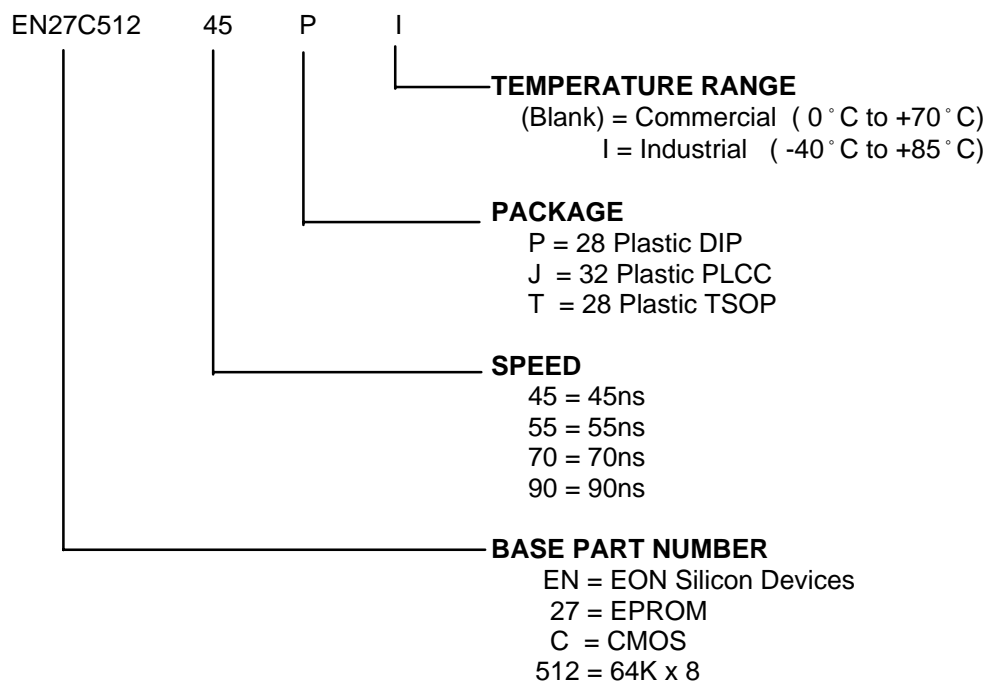 EN27C512 45 P I
TEMPERATURE RANGE
(Blank) = Commercial ( 0°C to +70°C)
I = Industrial ( -40°C to +85°C)
PACKAGE
P = 28 Plastic DIP
J = 32 Plastic PLCC
T = 28 Plastic TSOP
SPEED
45 = 45ns
55 = 55ns
70 = 70ns
90 = 90ns
BASE PART NUMBER
EN = EON Silicon Devices
27 = EPROM
C = CMOS
512 = 64K x 8